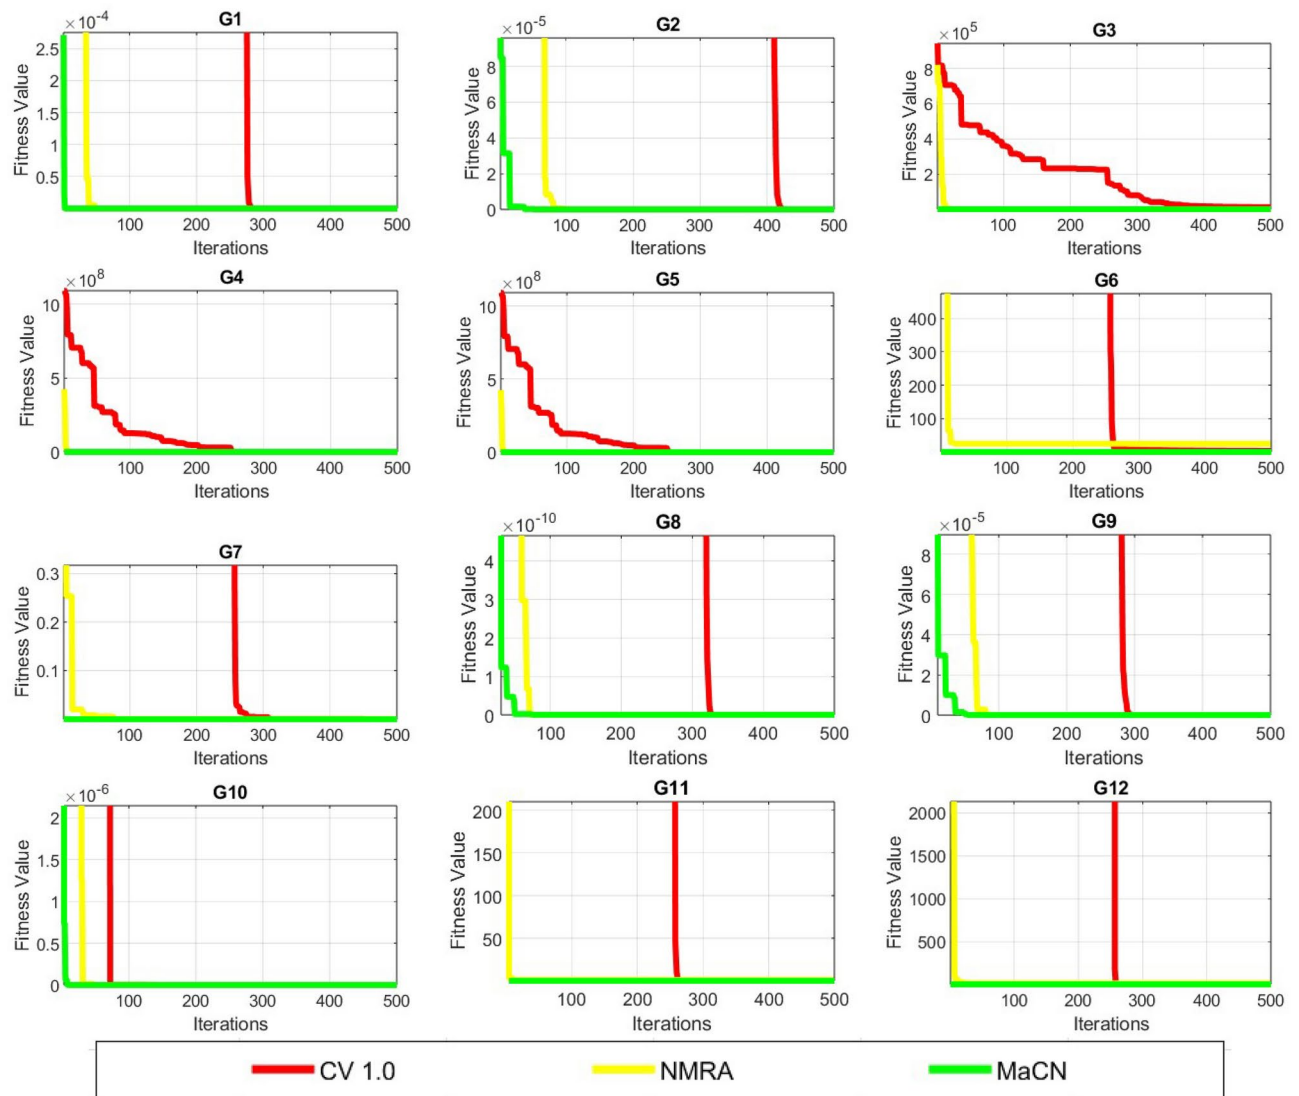 G1
×10-4
2.5
2
1.5
1
0.5
100 200 300 400 500
Iterations
Fitness Value
G2
×10-5
8
6
4
2
0
100 200 300 400 500
Iterations
Fitness Value
G3
×105
8
6
4
2
100 200 300 400 500
Iterations
Fitness Value
G4
×108
10
5
0
100 200 300 400 500
Iterations
Fitness Value
G5
×108
10
5
0
100 200 300 400 500
Iterations
Fitness Value
G6
400
300
200
100
100 200 300 400 500
Iterations
Fitness Value
G7
0.3
0.2
0.1
100 200 300 400 500
Iterations
Fitness Value
G8
×10-10
4
3
2
1
0
100 200 300 400 500
Iterations
Fitness Value
G9
×10-5
8
6
4
2
0
100 200 300 400 500
Iterations
Fitness Value
G10
×10-6
2
1.5
1
0.5
0
100 200 300 400 500
Iterations
Fitness Value
G11
200
150
100
50
100 200 300 400 500
Iterations
Fitness Value
G12
2000
1500
1000
500
100 200 300 400 500
Iterations
Fitness Value
CV 1.0 NMRA MaCN